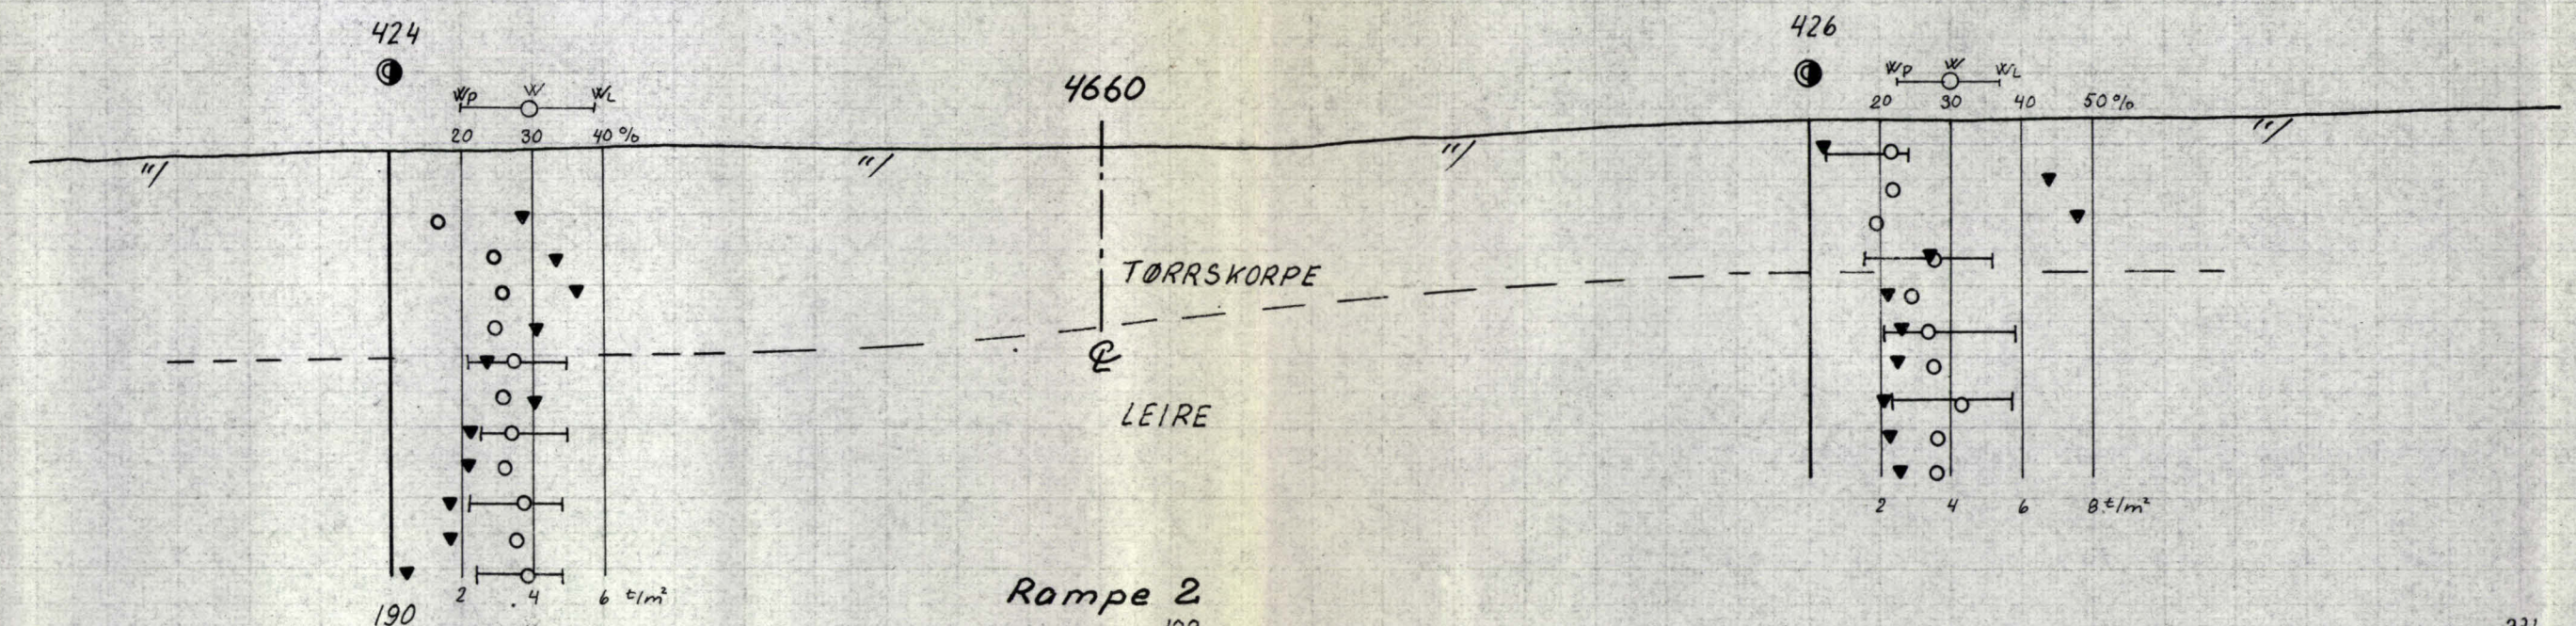 424
426
4660
Wp W WL
20 30 40 %
Wp W WL
20 30 40 50 %
TØRRSKORPE
LEIRE
2 4 6 t/m²
2 4 6 8 t/m²
Rampe 2
190